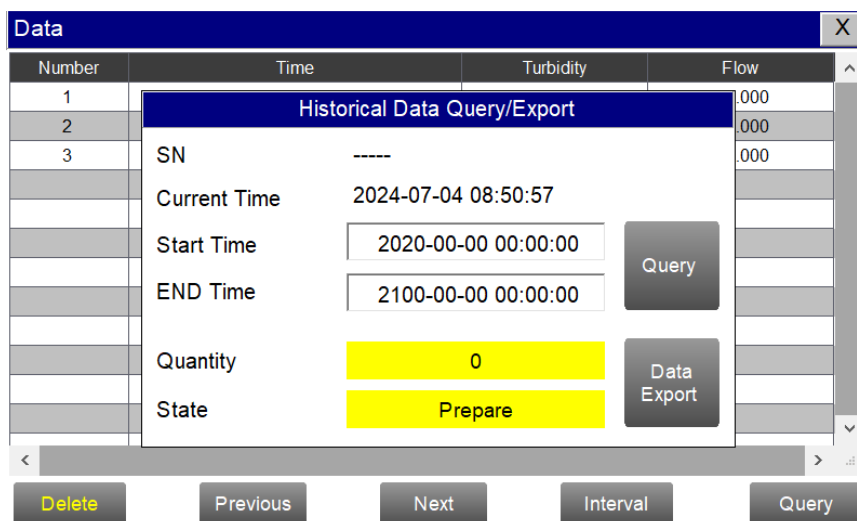 Data X
Number Time Turbidity Flow
1 .000
2 .000
3 .000
Historical Data Query/Export
SN -----
Current Time 2024-07-04 08:50:57
Start Time 2020-00-00 00:00:00
Query
END Time 2100-00-00 00:00:00
Quantity 0
Data
Export
State Prepare
Delete Previous Next Interval Query